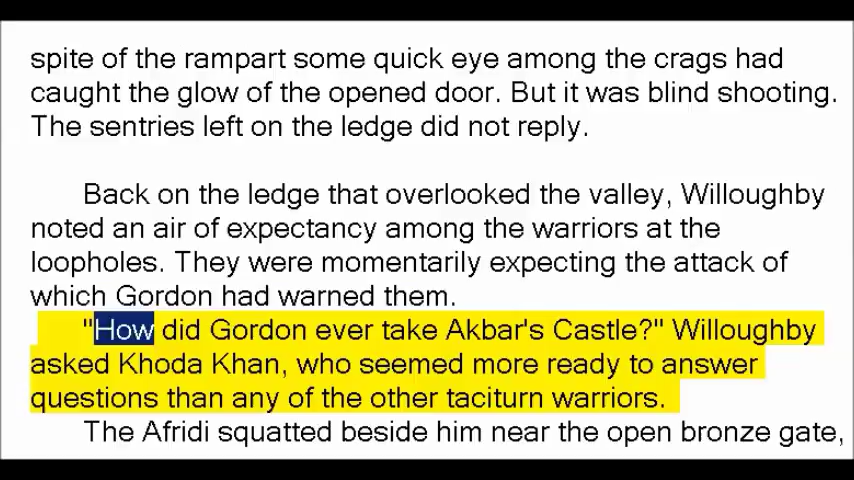 spite of the rampart some quick eye among the crags had
caught the glow of the opened door. But it was blind shooting.
The sentries left on the ledge did not reply.
Back on the ledge that overlooked the valley, Willoughby
noted an air of expectancy among the warriors at the
loopholes. They were momentarily expecting the attack of
which Gordon had warned them.
"How did Gordon ever take Akbar's Castle?" Willoughby
asked Khoda Khan, who seemed more ready to answer
questions than any of the other taciturn warriors.
The Afridi squatted beside him near the open bronze gate,